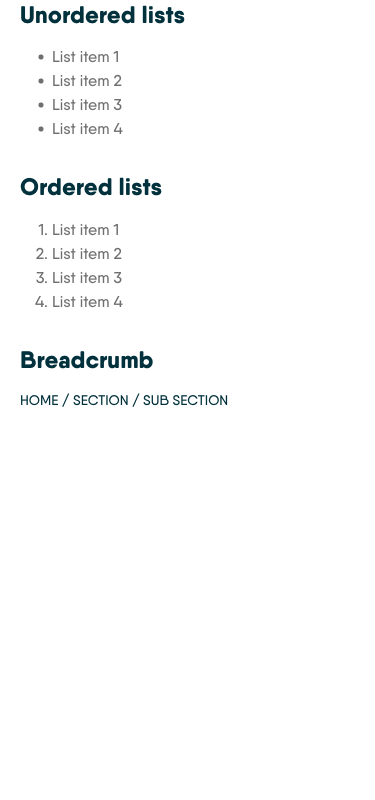 Unordered lists
• List item 1
• List item 2
• List item 3
• List item 4
Ordered lists
1. List item 1
2. List item 2
3. List item 3
4. List item 4
Breadcrumb
HOME / SECTION / SUB SECTION